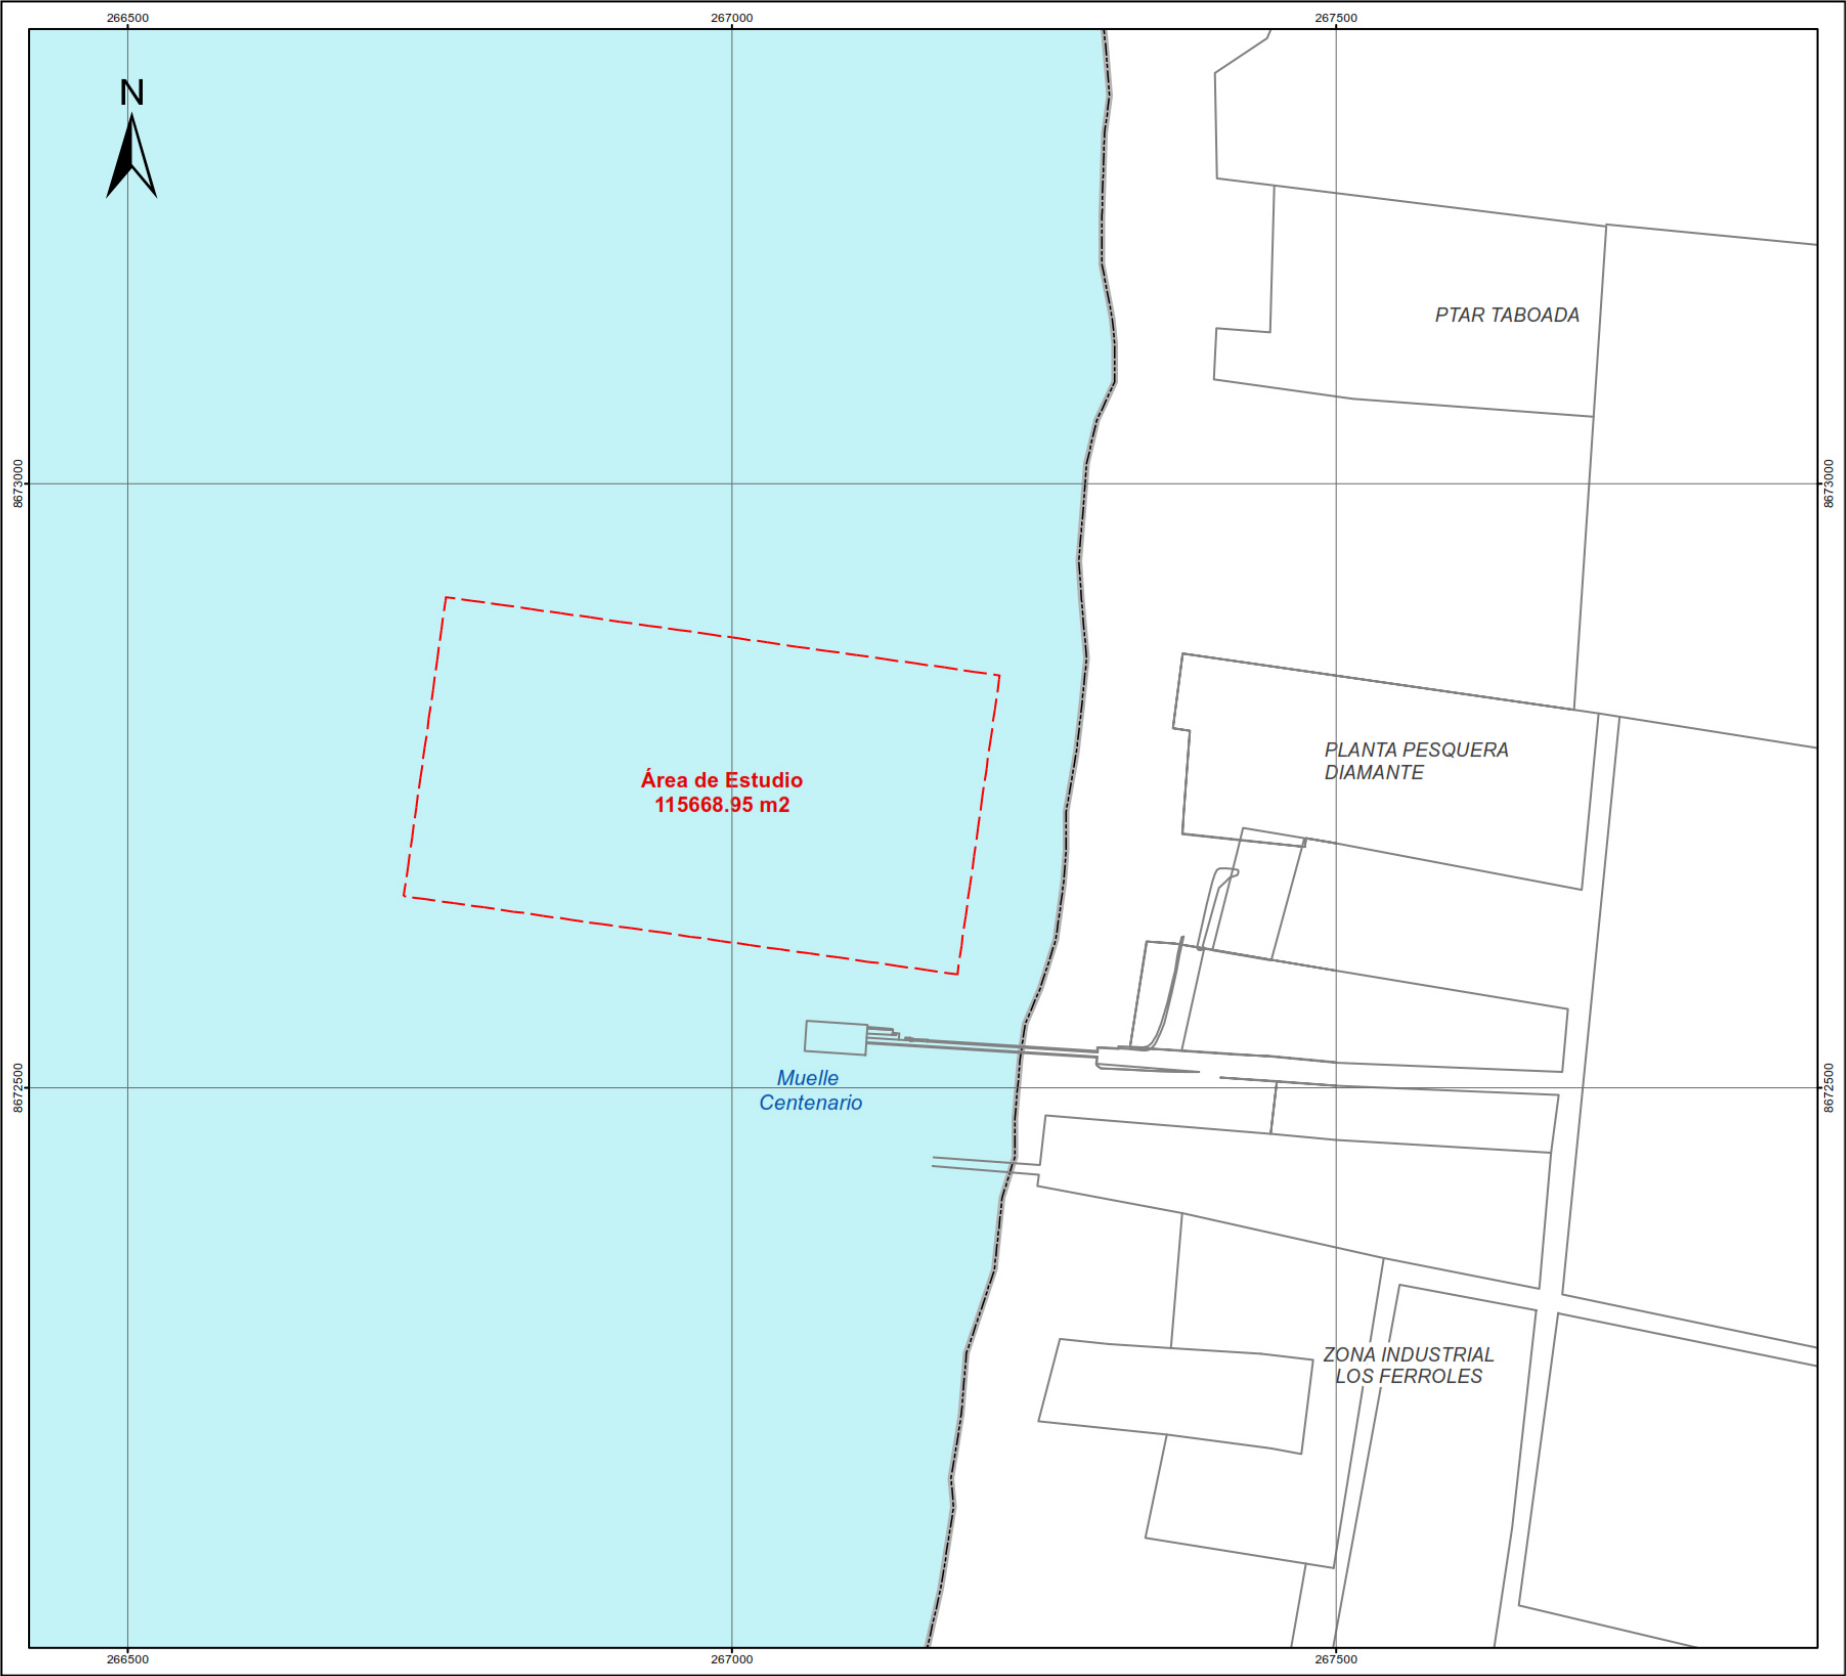 266500
267000
267500
N
PTAR TABOADA
8673000
8673000
PLANTA PESQUERA
DIAMANTE
Área de Estudio
115668.95 m2
Muelle
Centenario
8672500
8672500
ZONA INDUSTRIAL
LOS FERROLES
266500
267000
267500